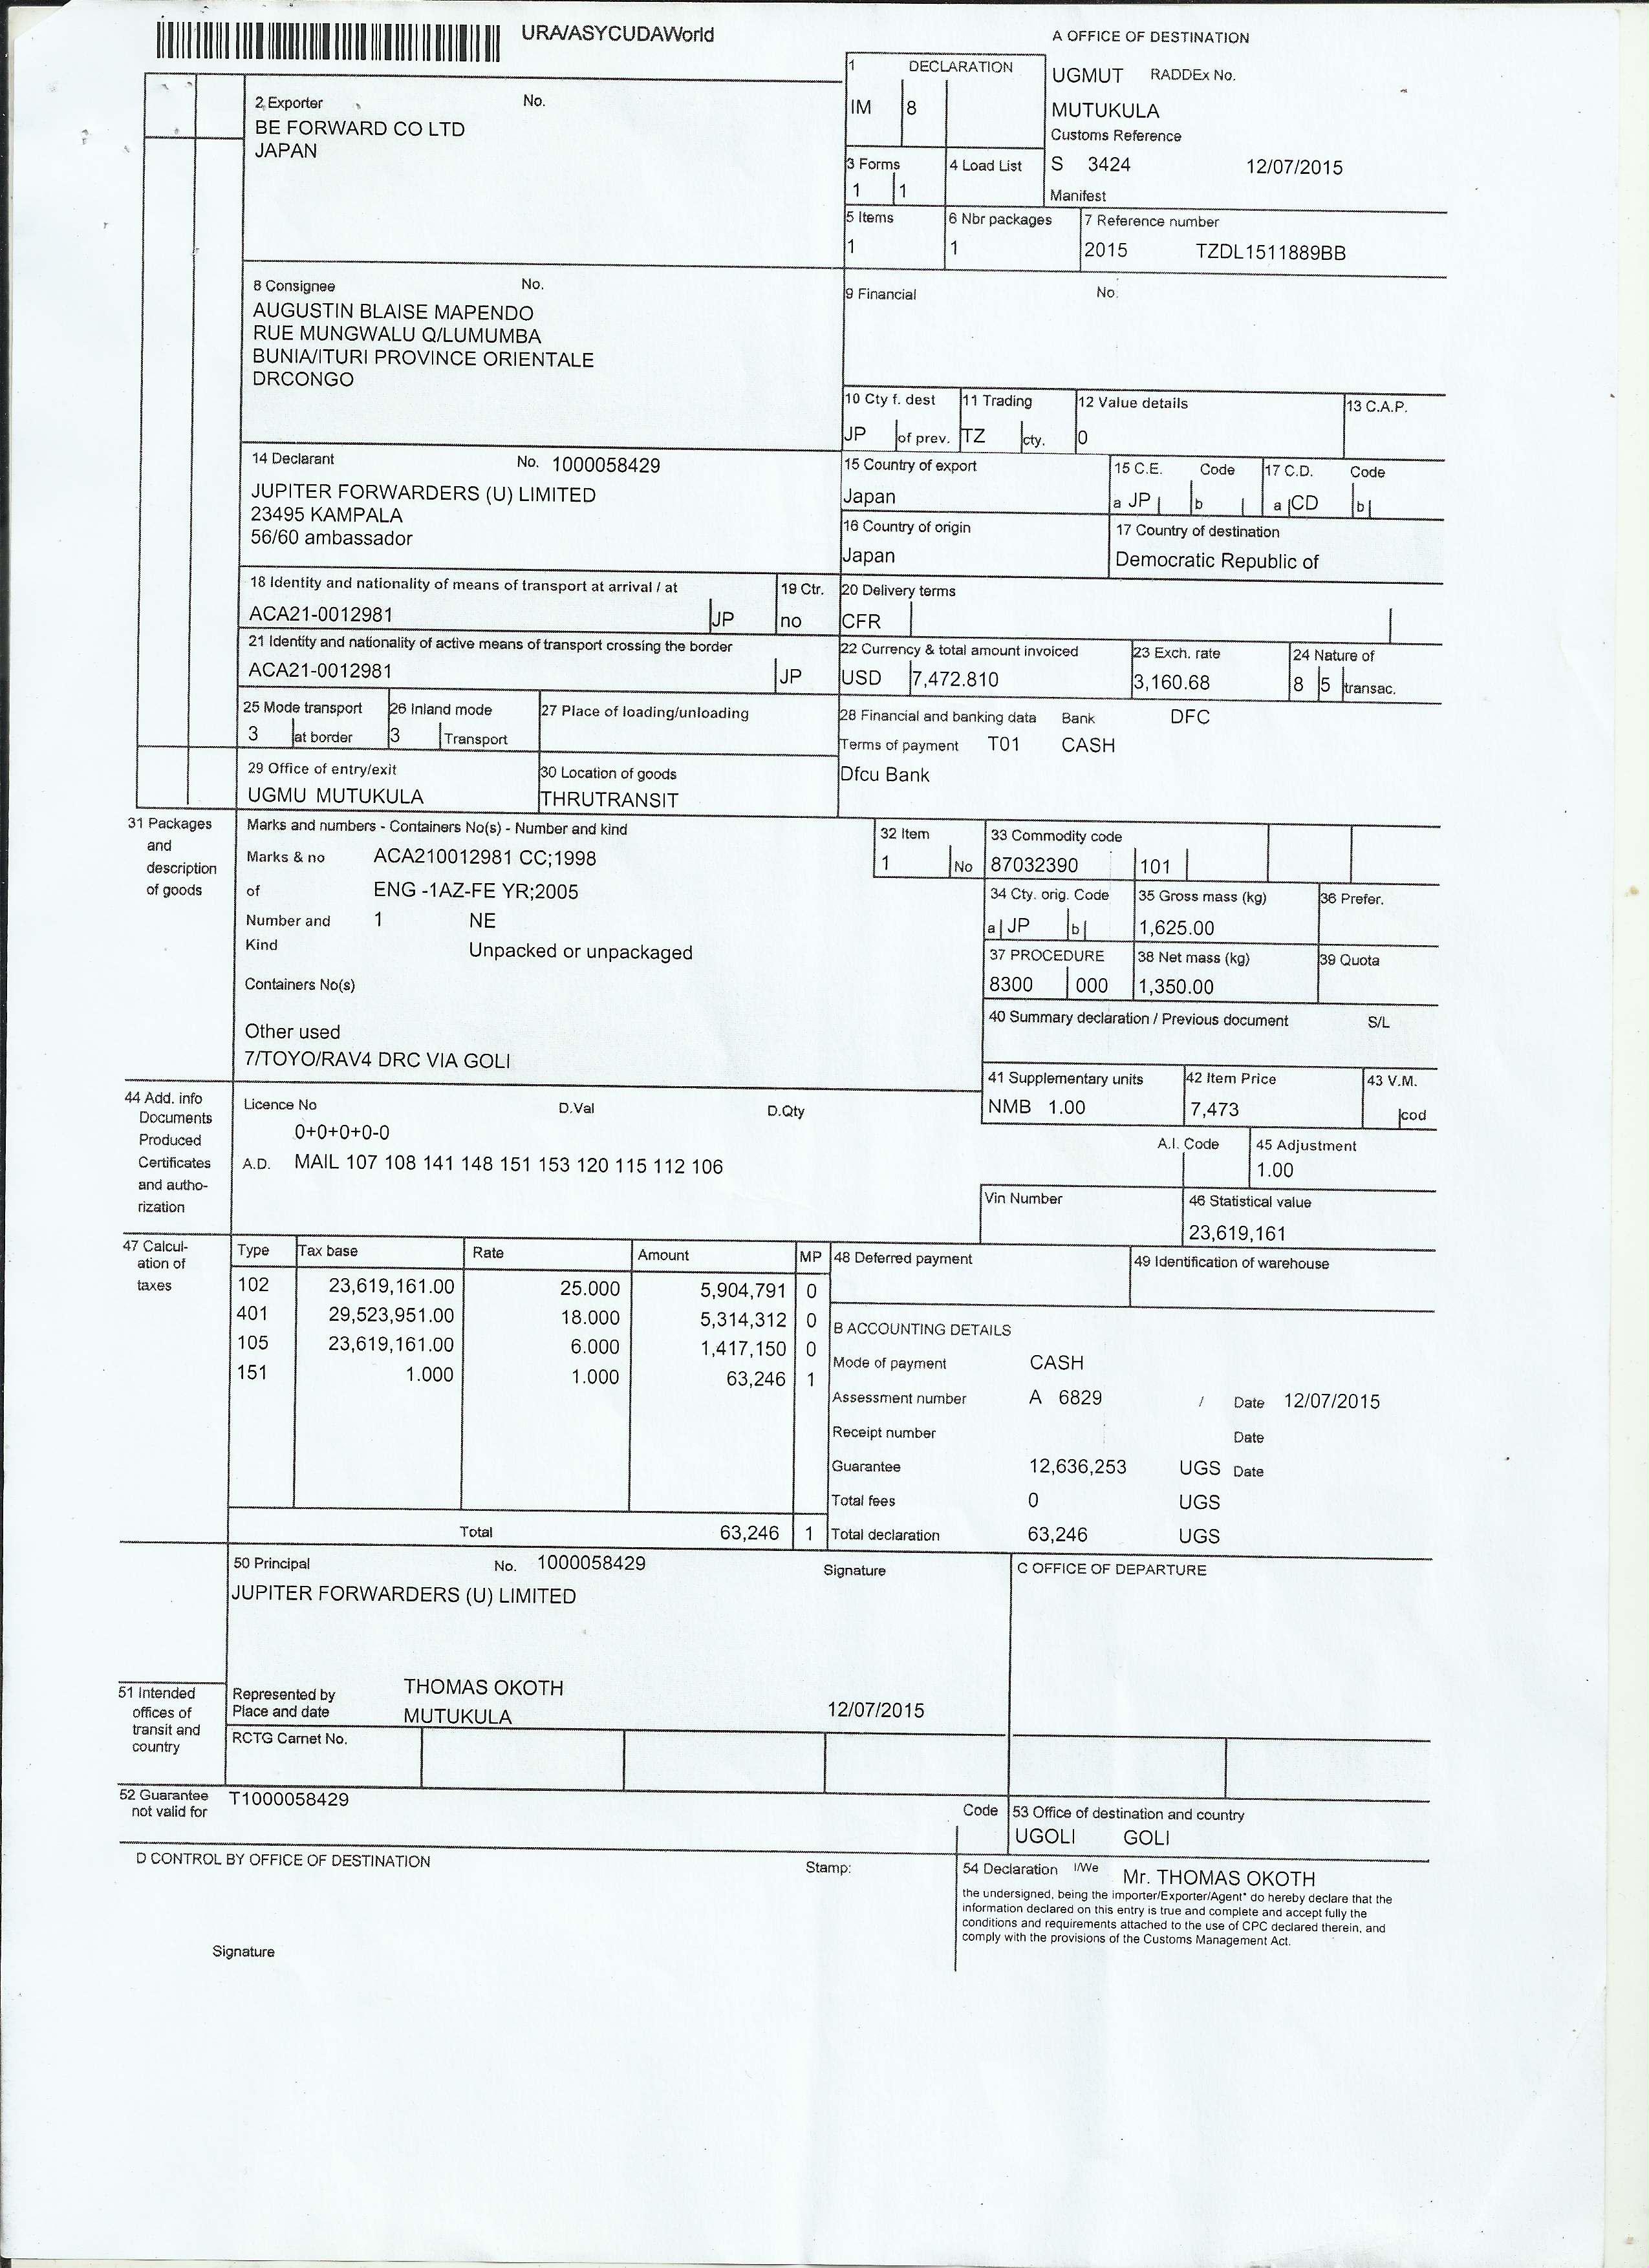 URA/ASYCUDAWorld
A OFFICE OF DESTINATION
1 DECLARATION
UGMUT RADDEx No.
IM 8
MUTUKULA
Customs Reference
S 3424 12/07/2015
Manifest
2 Exporter No.
BE FORWARD CO LTD
JAPAN
3 Forms 4 Load List
1 1
5 Items 6 Nbr packages 7 Reference number
1 1 2015 TZDL1511889BB
8 Consignee No.
AUGUSTIN BLAISE MAPENDO
RUE MUNGWALU Q/LUMUMBA
BUNIA/ITURI PROVINCE ORIENTALE
DRCONGO
9 Financial No.
10 Cty f. dest 11 Trading 12 Value details 13 C.A.P.
JP of prev. TZ cty. 0
14 Declarant No. 1000058429
JUPITER FORWARDERS (U) LIMITED
23495 KAMPALA
56/60 ambassador
15 Country of export 15 C.E. Code 17 C.D. Code
Japan a JP b a CD b
16 Country of origin 17 Country of destination
Japan Democratic Republic of
18 Identity and nationality of means of transport at arrival / at 19 Ctr. 20 Delivery terms
ACA21-0012981 JP no CFR
21 Identity and nationality of active means of transport crossing the border
ACA21-0012981 JP
22 Currency & total amount invoiced 23 Exch. rate 24 Nature of
USD 7,472.810 3,160.68 8 5 transac.
25 Mode transport 26 Inland mode 27 Place of loading/unloading
3 at border 3 Transport
28 Financial and banking data Bank DFC
Terms of payment T01 CASH
Dfcu Bank
29 Office of entry/exit 30 Location of goods
UGMU MUTUKULA THRUTRANSIT
31 Packages
and
description
of goods
Marks and numbers - Containers No(s) - Number and kind
Marks & no ACA210012981 CC;1998
of ENG -1AZ-FE YR;2005
Number and 1 NE
Kind Unpacked or unpackaged
Containers No(s)
Other used
7/TOYO/RAV4 DRC VIA GOLI
32 Item 33 Commodity code
1 No 87032390 101
34 Cty. orig. Code 35 Gross mass (kg) 36 Prefer.
a JP b 1,625.00
37 PROCEDURE 38 Net mass (kg) 39 Quota
8300 000 1,350.00
40 Summary declaration / Previous document S/L
41 Supplementary units 42 Item Price 43 V.M.
NMB 1.00 7,473 cod
44 Add. info
Documents
Produced
Certificates
and autho-
rization
Licence No D.Val D.Qty
0+0+0+0-0
A.D. MAIL 107 108 141 148 151 153 120 115 112 106
A.I. Code 45 Adjustment
1.00
Vin Number 46 Statistical value
23,619,161
47 Calcul-
ation of
taxes
Type Tax base Rate Amount MP
102 23,619,161.00 25.000 5,904,791 0
401 29,523,951.00 18.000 5,314,312 0
105 23,619,161.00 6.000 1,417,150 0
151 1.000 1.000 63,246 1
Total 63,246 1
48 Deferred payment 49 Identification of warehouse
B ACCOUNTING DETAILS
Mode of payment CASH
Assessment number A 6829 / Date 12/07/2015
Receipt number Date
Guarantee 12,636,253 UGS Date
Total fees 0 UGS
Total declaration 63,246 UGS
50 Principal No. 1000058429 Signature
JUPITER FORWARDERS (U) LIMITED
C OFFICE OF DEPARTURE
Represented by THOMAS OKOTH
Place and date MUTUKULA 12/07/2015
51 Intended
offices of
transit and
country
RCTG Carnet No.
52 Guarantee
not valid for
T1000058429
Code 53 Office of destination and country
UGOLI GOLI
D CONTROL BY OFFICE OF DESTINATION Stamp:
Signature
54 Declaration I/We Mr. THOMAS OKOTH
the undersigned, being the importer/Exporter/Agent* do hereby declare that the
information declared on this entry is true and complete and accept fully the
conditions and requirements attached to the use of CPC declared therein, and
comply with the provisions of the Customs Management Act.